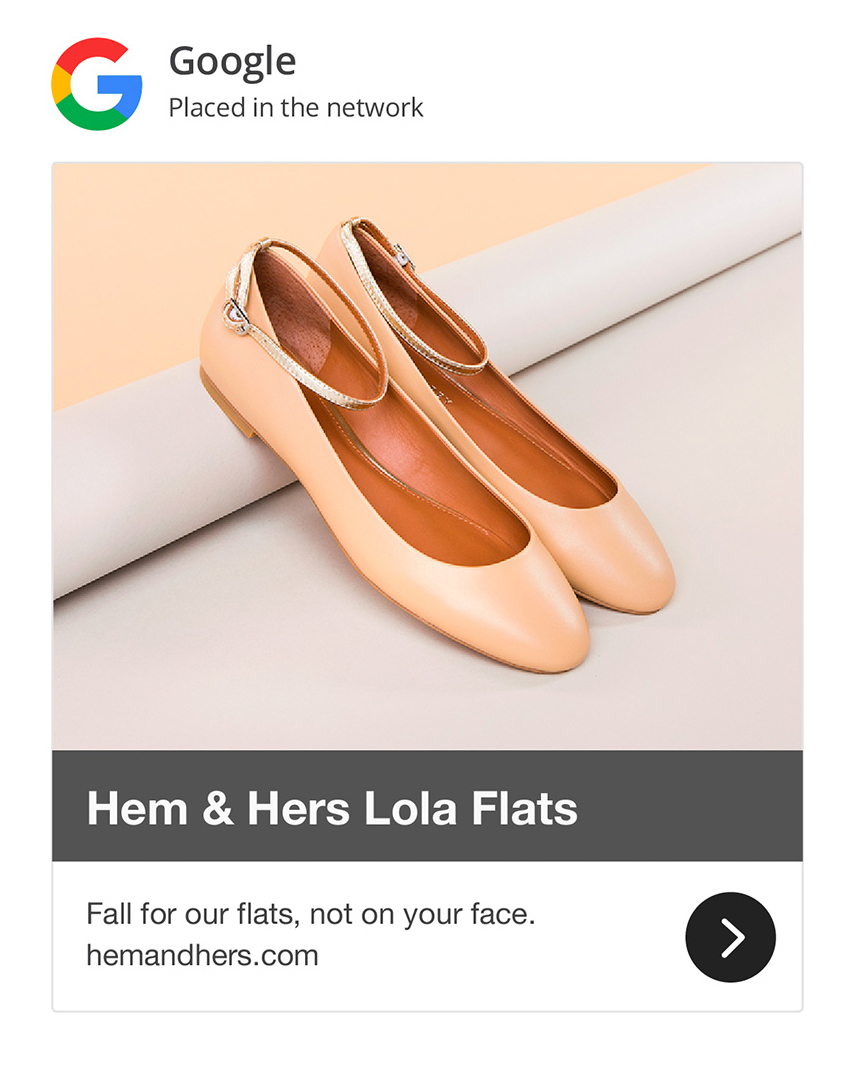 Google
Placed in the network
Hem & Hers Lola Flats
Fall for our flats, not on your face.
hemandhers.com